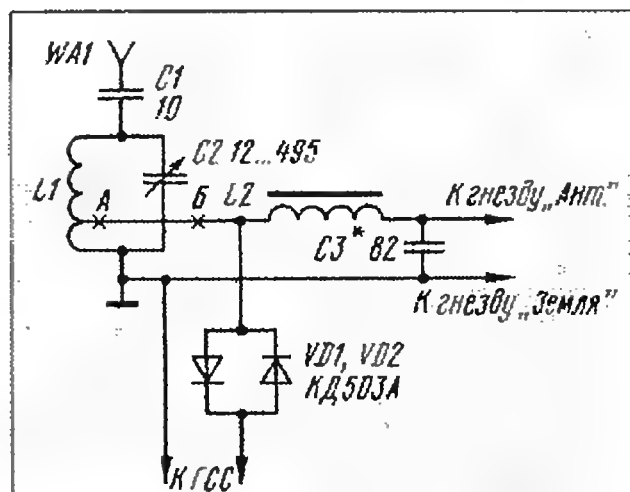 WA1
C1
10
C2 12...495
L1
А
Б
L2
К гнезду „Ант."
C3* 82
К гнезду „Земля"
VD1, VD2
КД503А
К ГСС